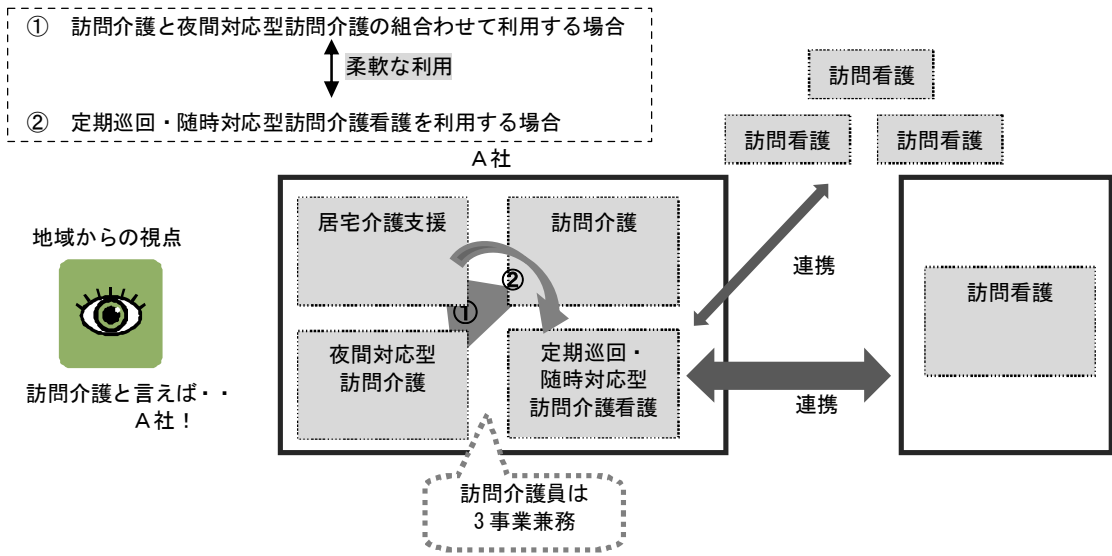 ① 訪問介護と夜間対応型訪問介護の組合わせて利用する場合
柔軟な利用
② 定期巡回・随時対応型訪問介護看護を利用する場合
訪問看護
訪問看護
訪問看護
A社
地域からの視点
訪問介護と言えば・・
A社！
居宅介護支援
訪問介護
①
②
夜間対応型
訪問介護
定期巡回・
随時対応型
訪問介護看護
訪問介護員は
3事業兼務
連携
連携
訪問看護